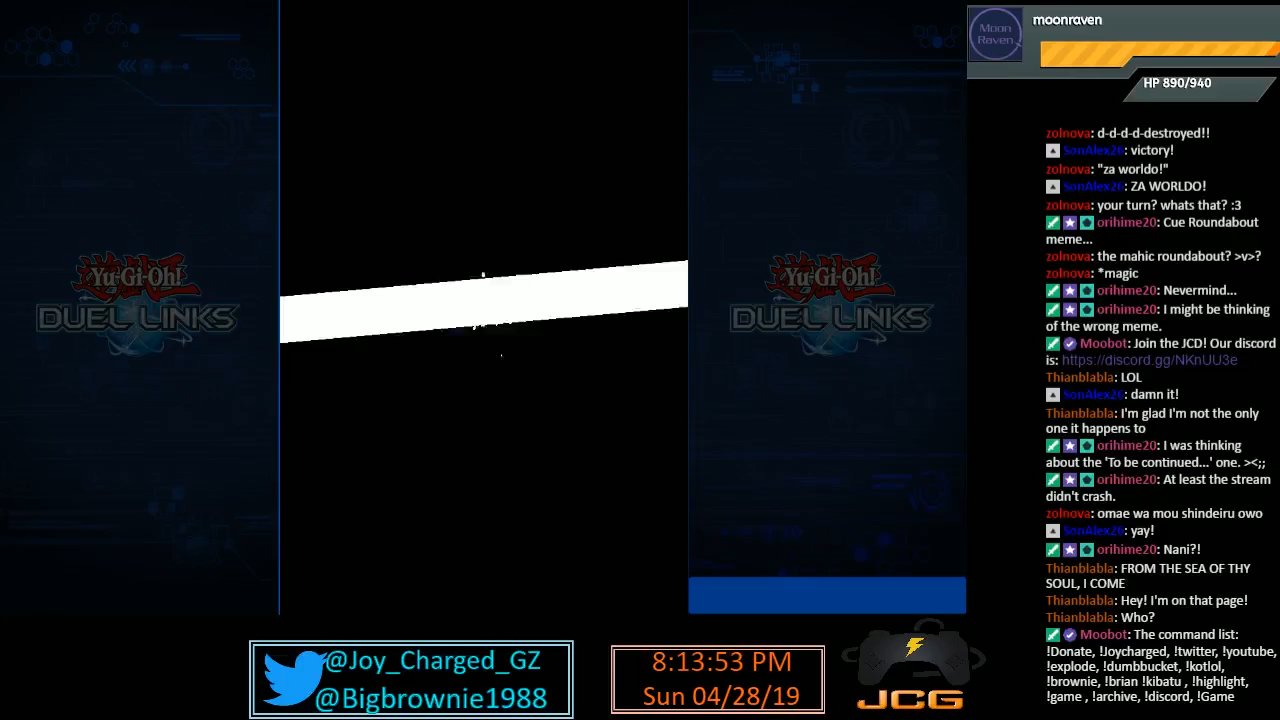 Yu-Gi-Oh!
DUEL LINKS
Yu-Gi-Oh!
DUEL LINKS
Moon
Raven
moonraven
HP 890/940
zolnova: d-d-d-d-destroyed!!
SonAlex26: victory!
zolnova: "za worldo!"
SonAlex26: ZA WORLDO!
zolnova: your turn? whats that? :3
orihime20: Cue Roundabout
meme...
zolnova: the mahic roundabout? >v>?
zolnova: *magic
orihime20: Nevermind...
orihime20: I might be thinking
of the wrong meme.
Moobot: Join the JCD! Our discord
is: https://discord.gg/NKnUU3e
Thianblabla: LOL
SonAlex26: damn it!
Thianblabla: I'm glad I'm not the only
one it happens to
orihime20: I was thinking
about the 'To be continued...' one. ><;;
orihime20: At least the stream
didn't crash.
zolnova: omae wa mou shindeiru owo
SonAlex26: yay!
orihime20: Nani?!
Thianblabla: FROM THE SEA OF THY
SOUL, I COME
Thianblabla: Hey! I'm on that page!
Thianblabla: Who?
Moobot: The command list:
!Donate, !Joycharged, !twitter, !youtube,
!explode, !dumbbucket, !kotlol,
!brownie, !brian !kibatu , !highlight,
!game , !archive, !discord, !Game
@Joy_Charged_GZ
@Bigbrownie1988
8:13:53 PM
Sun 04/28/19
JCG